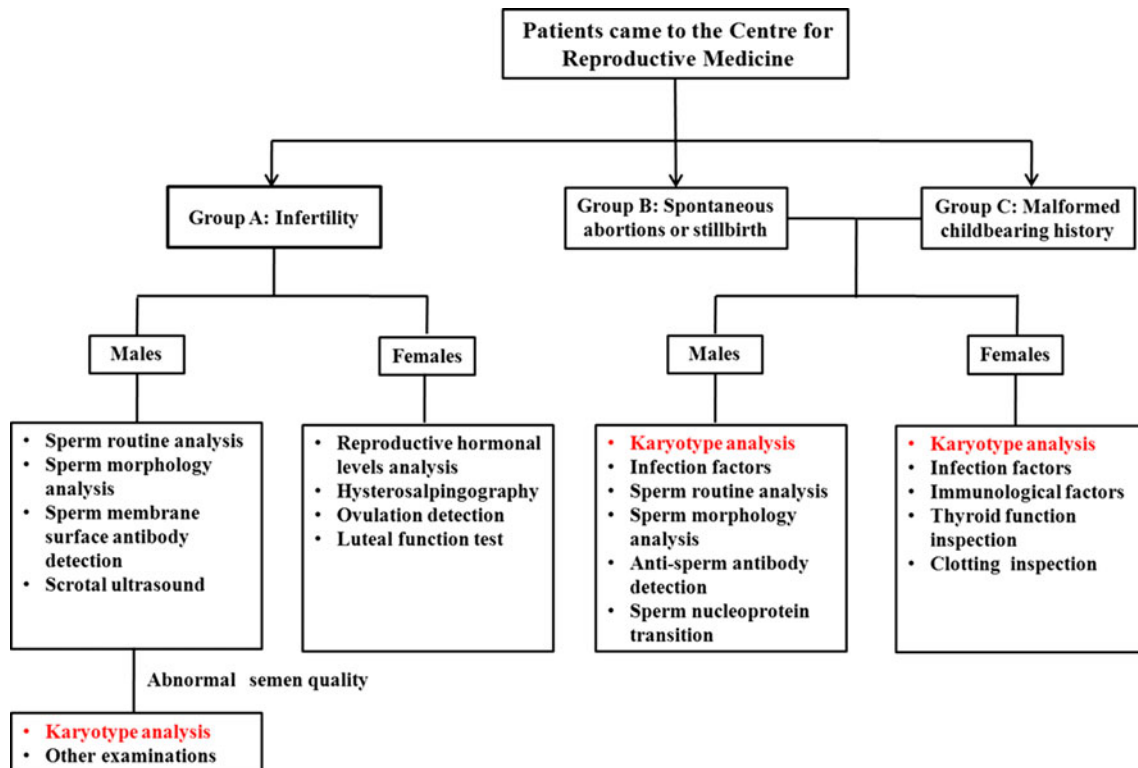 Patients came to the Centre for
Reproductive Medicine
Group A: Infertility
Group B: Spontaneous
abortions or stillbirth
Group C: Malformed
childbearing history
Males
Females
Males
Females
• Sperm routine analysis
• Sperm morphology
analysis
• Sperm membrane
surface antibody
detection
• Scrotal ultrasound
• Reproductive hormonal
levels analysis
• Hysterosalpingography
• Ovulation detection
• Luteal function test
• Karyotype analysis
• Infection factors
• Sperm routine analysis
• Sperm morphology
analysis
• Anti-sperm antibody
detection
• Sperm nucleoprotein
transition
• Karyotype analysis
• Infection factors
• Immunological factors
• Thyroid function
inspection
• Clotting inspection
Abnormal semen quality
• Karyotype analysis
• Other examinations